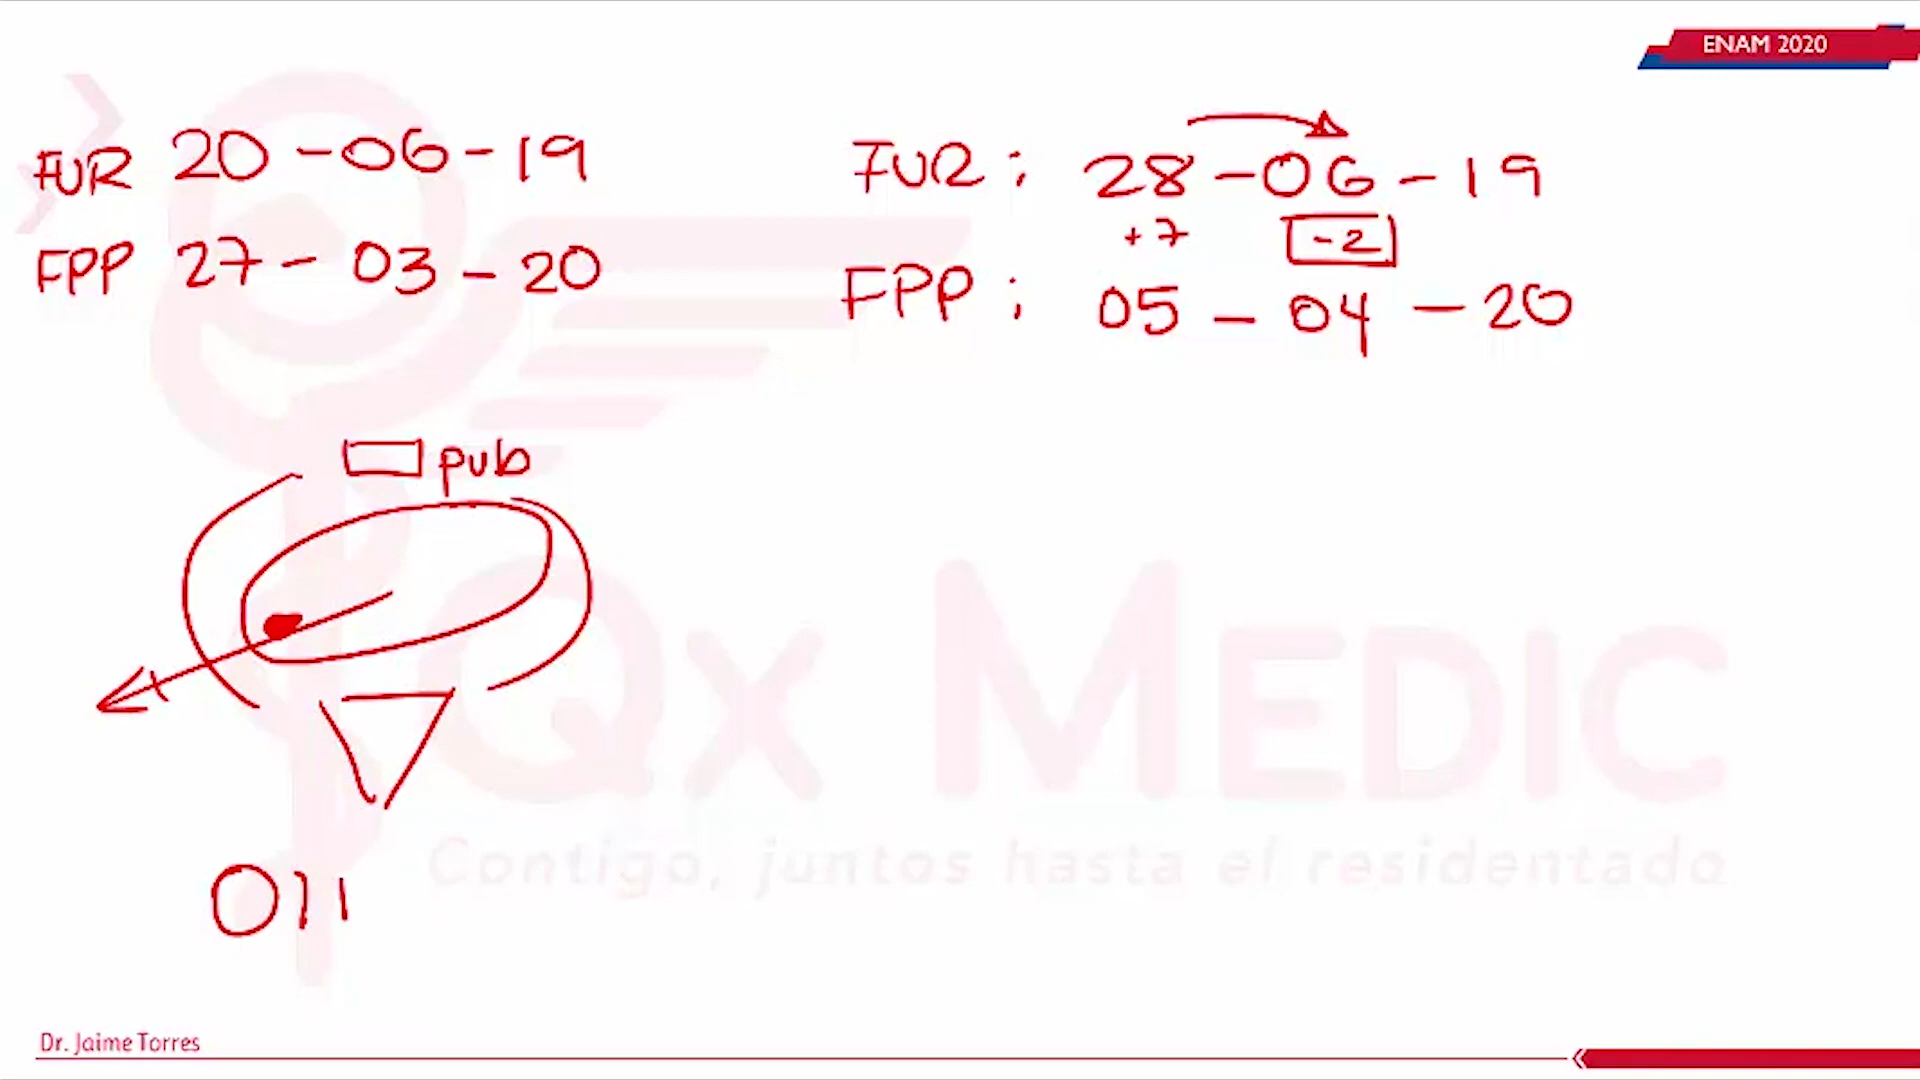 ENAM 2020
FUR 20-06-19
FPP 27-03-20
FUR: 28-06-19
+7 -2
FPP: 05-04-20
pub
OII
QX MEDIC
Contigo, juntos hasta el residentado
Dr. Jaime Torres